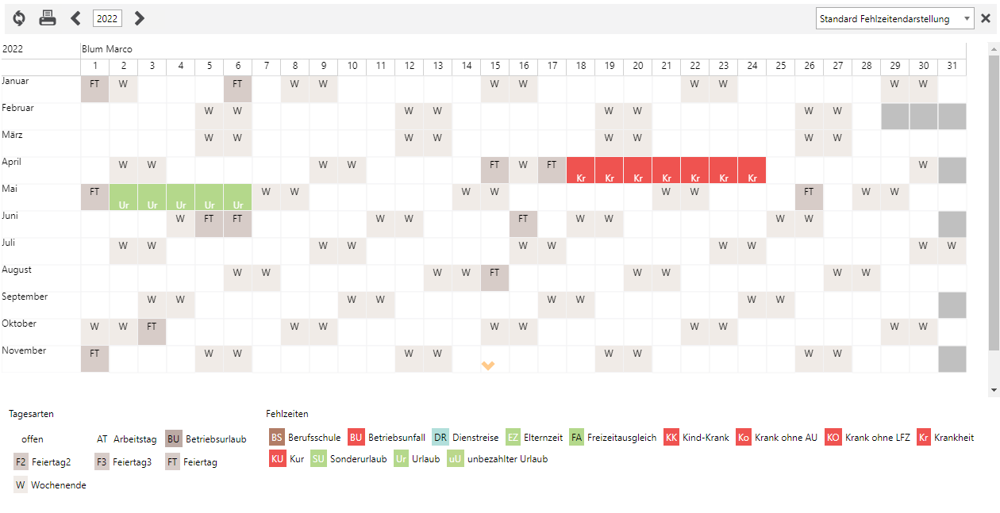 2022 Standard Fehlzeitendarstellung
2022 Blum Marco
1 2 3 4 5 6 7 8 9 10 11 12 13 14 15 16 17 18 19 20 21 22 23 24 25 26 27 28 29 30 31
Januar FT W FT W W W W W W W W
Februar W W W W W W W W
März W W W W W W W W
April W W W W FT W FT Kr Kr Kr Kr Kr Kr Kr W
Mai FT Ur Ur Ur Ur Ur W W W W W W FT W W
Juni W FT FT W W FT W W W W
Juli W W W W W W W W W W
August W W W W FT W W W W
September W W W W W W W W
Oktober W W FT W W W W W W W W
November FT W W W W W W W W
Tagesarten
offen AT Arbeitstag BU Betriebsurlaub
F2 Feiertag2 F3 Feiertag3 FT Feiertag
W Wochenende
Fehlzeiten
BS Berufsschule BU Betriebsunfall DR Dienstreise EZ Elternzeit FA Freizeitausgleich KK Kind-Krank Ko Krank ohne AU KO Krank ohne LFZ Kr Krankheit
KU Kur SU Sonderurlaub Ur Urlaub uU unbezahlter Urlaub